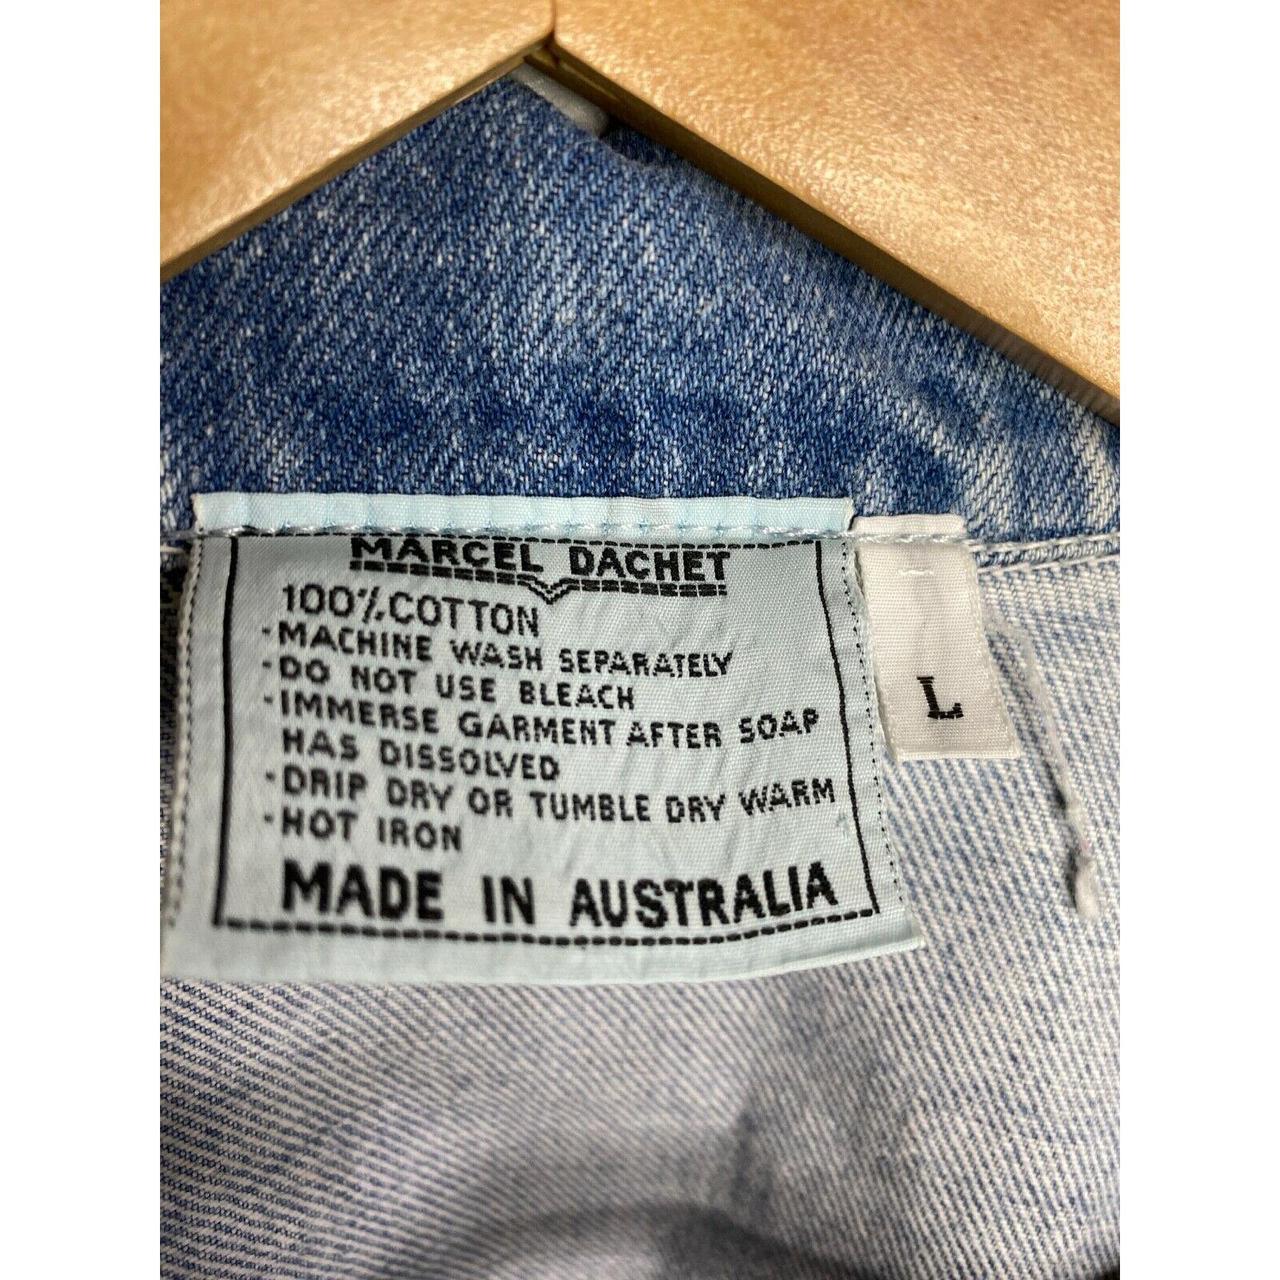 MARCEL DACHET
100% COTTON
·MACHINE WASH SEPARATELY
·DO NOT USE BLEACH
·IMMERSE GARMENT AFTER SOAP
HAS DISSOLVED
·DRIP DRY OR TUMBLE DRY WARM
·HOT IRON
MADE IN AUSTRALIA
L